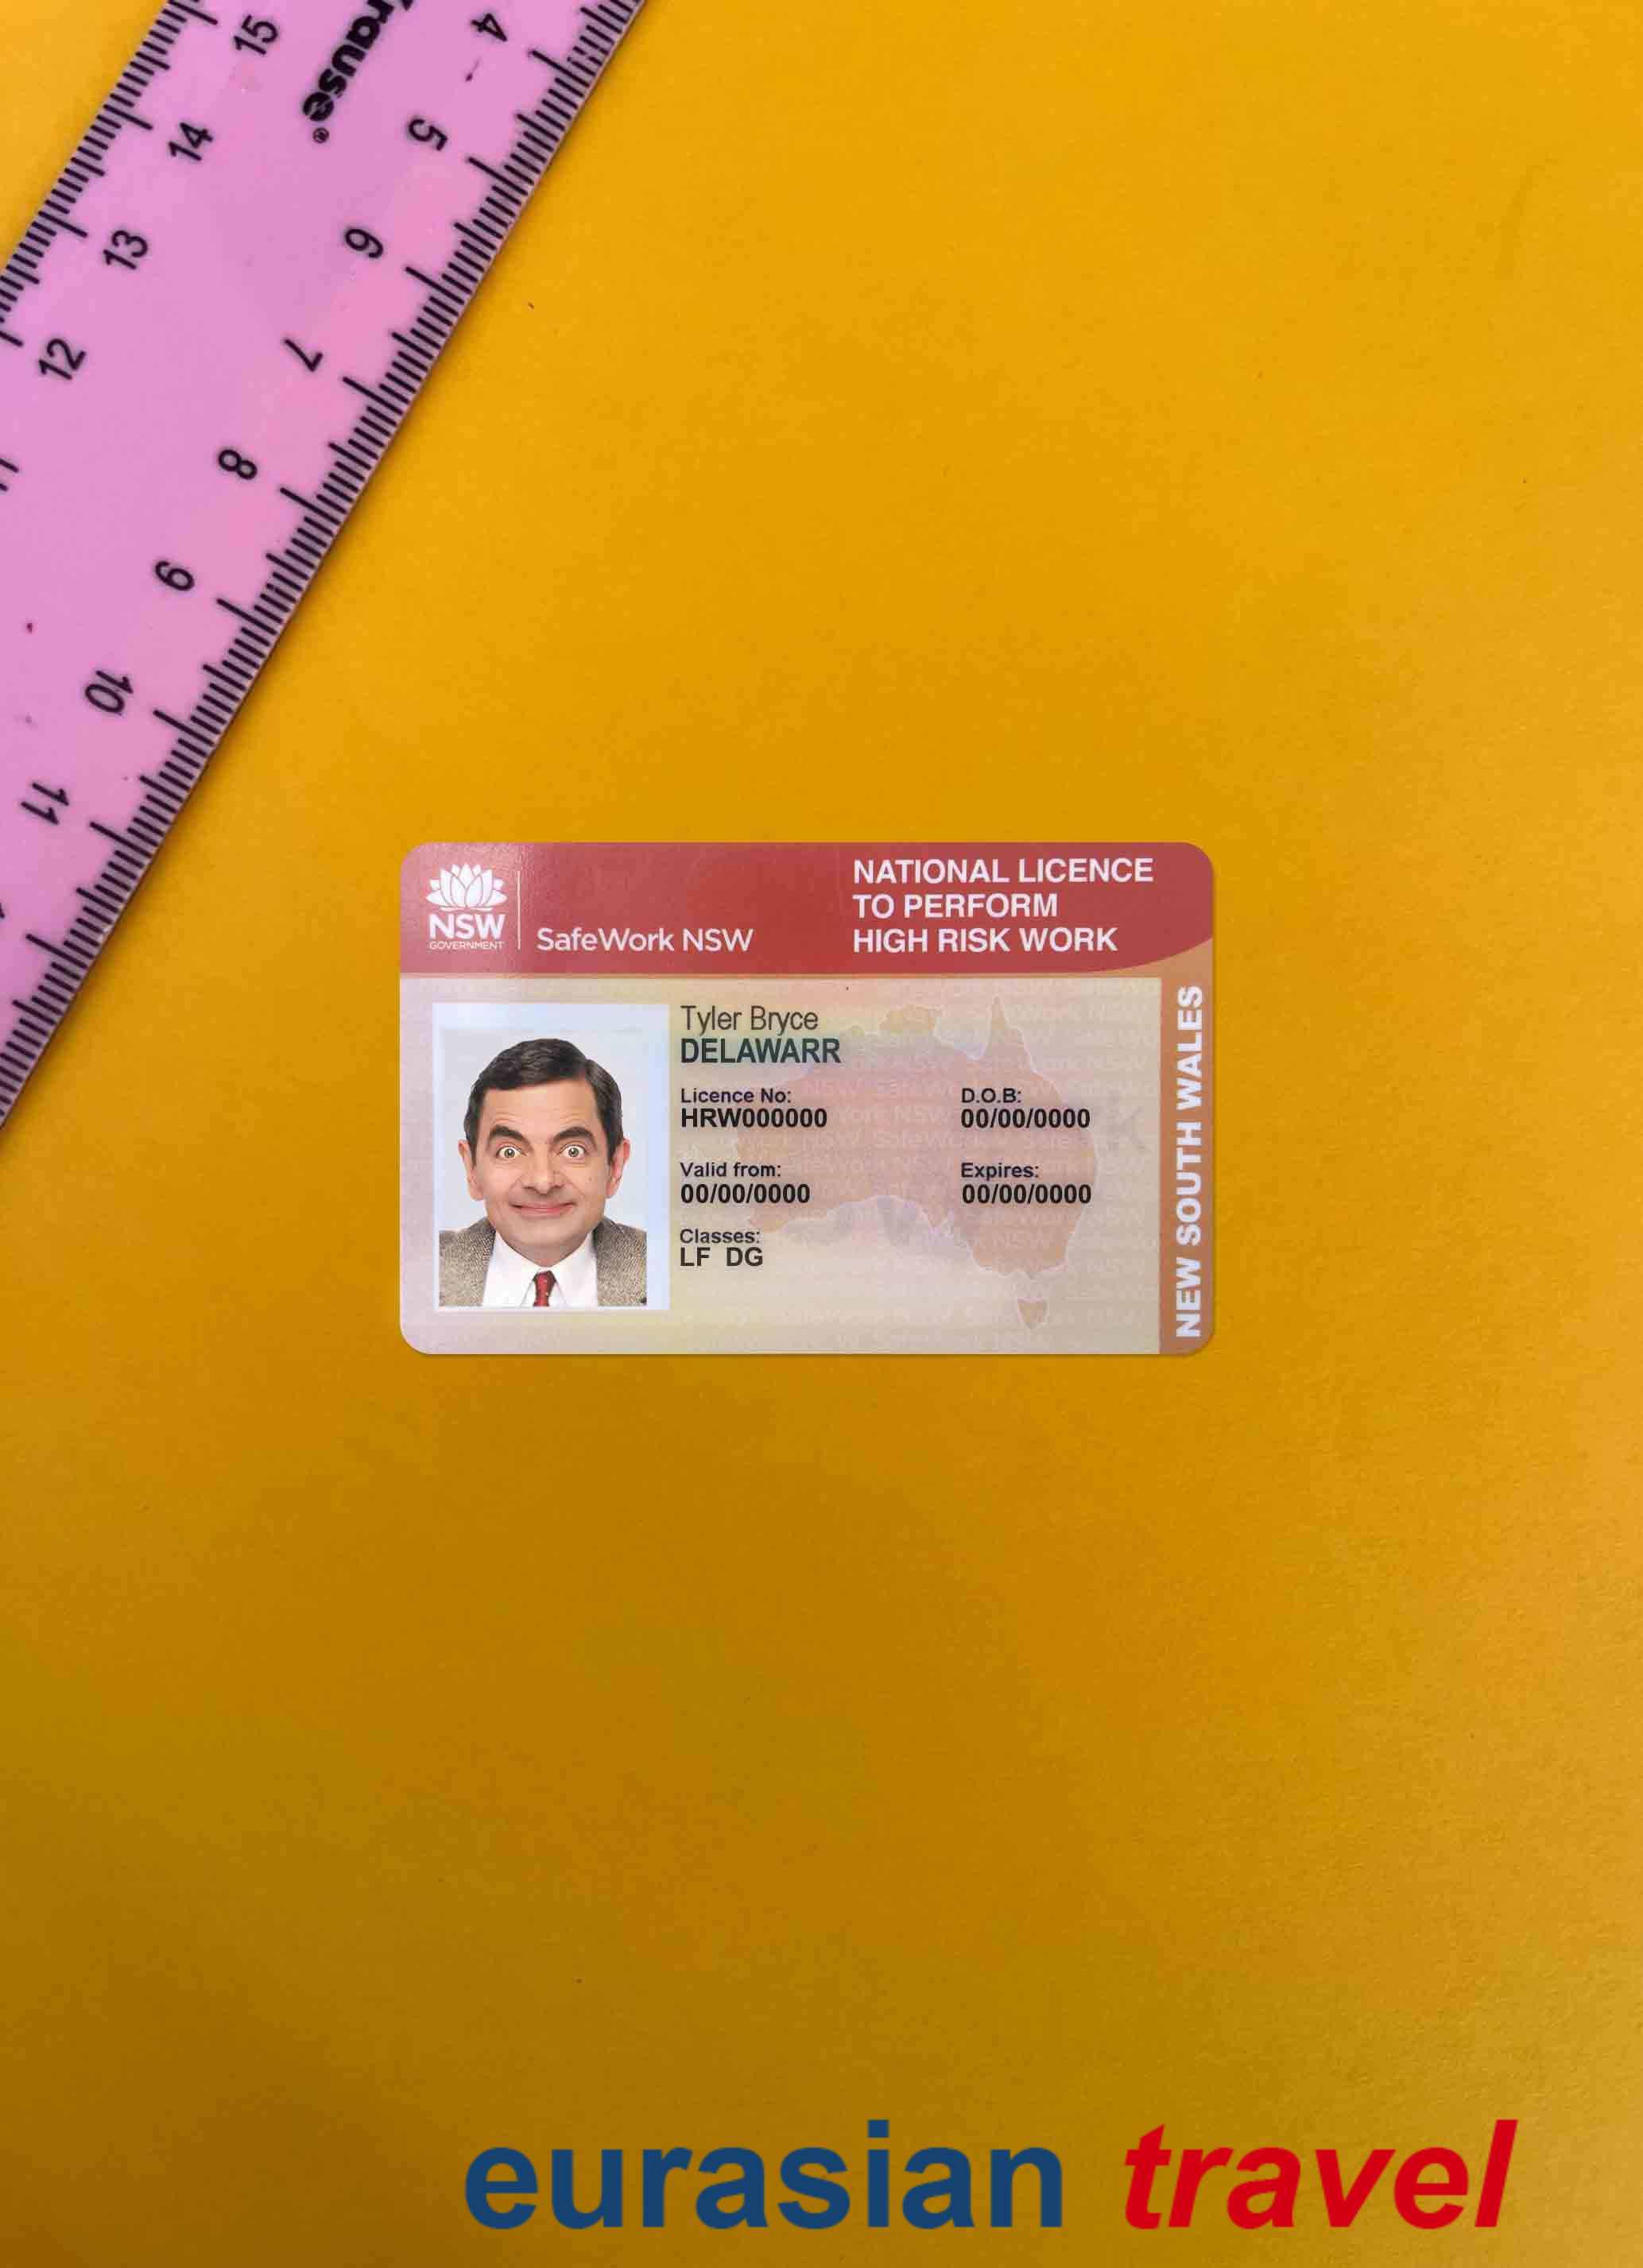 15
rause®
4
14
5
13
6
12
7
8
9
10
11
NATIONAL LICENCE
TO PERFORM
HIGH RISK WORK
NSW
GOVERNMENT
SafeWork NSW
Tyler Bryce
DELAWARR
Licence No:
HRW000000
D.O.B:
00/00/0000
Valid from:
00/00/0000
Expires:
00/00/0000
Classes:
LF DG
NEW SOUTH WALES
eurasian travel